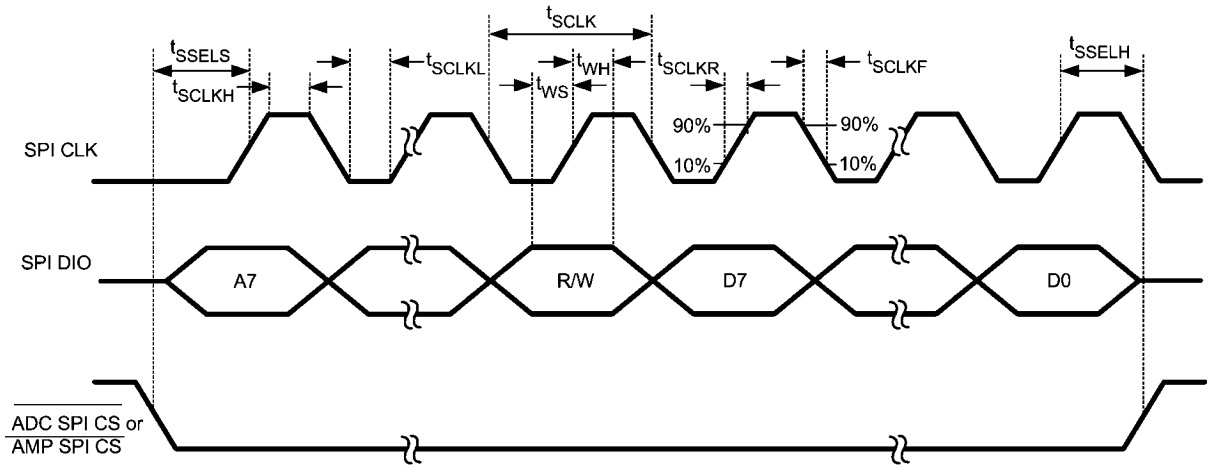 tSCLK
tSSELS
tSCLKL
tWH
tSCLKR
tSCLKF
tSSELH
tSCLKH
tWS
90%
90%
SPI CLK
10%
10%
SPI DIO
A7
R/W
D7
D0
ADC SPI CS or
AMP SPI CS